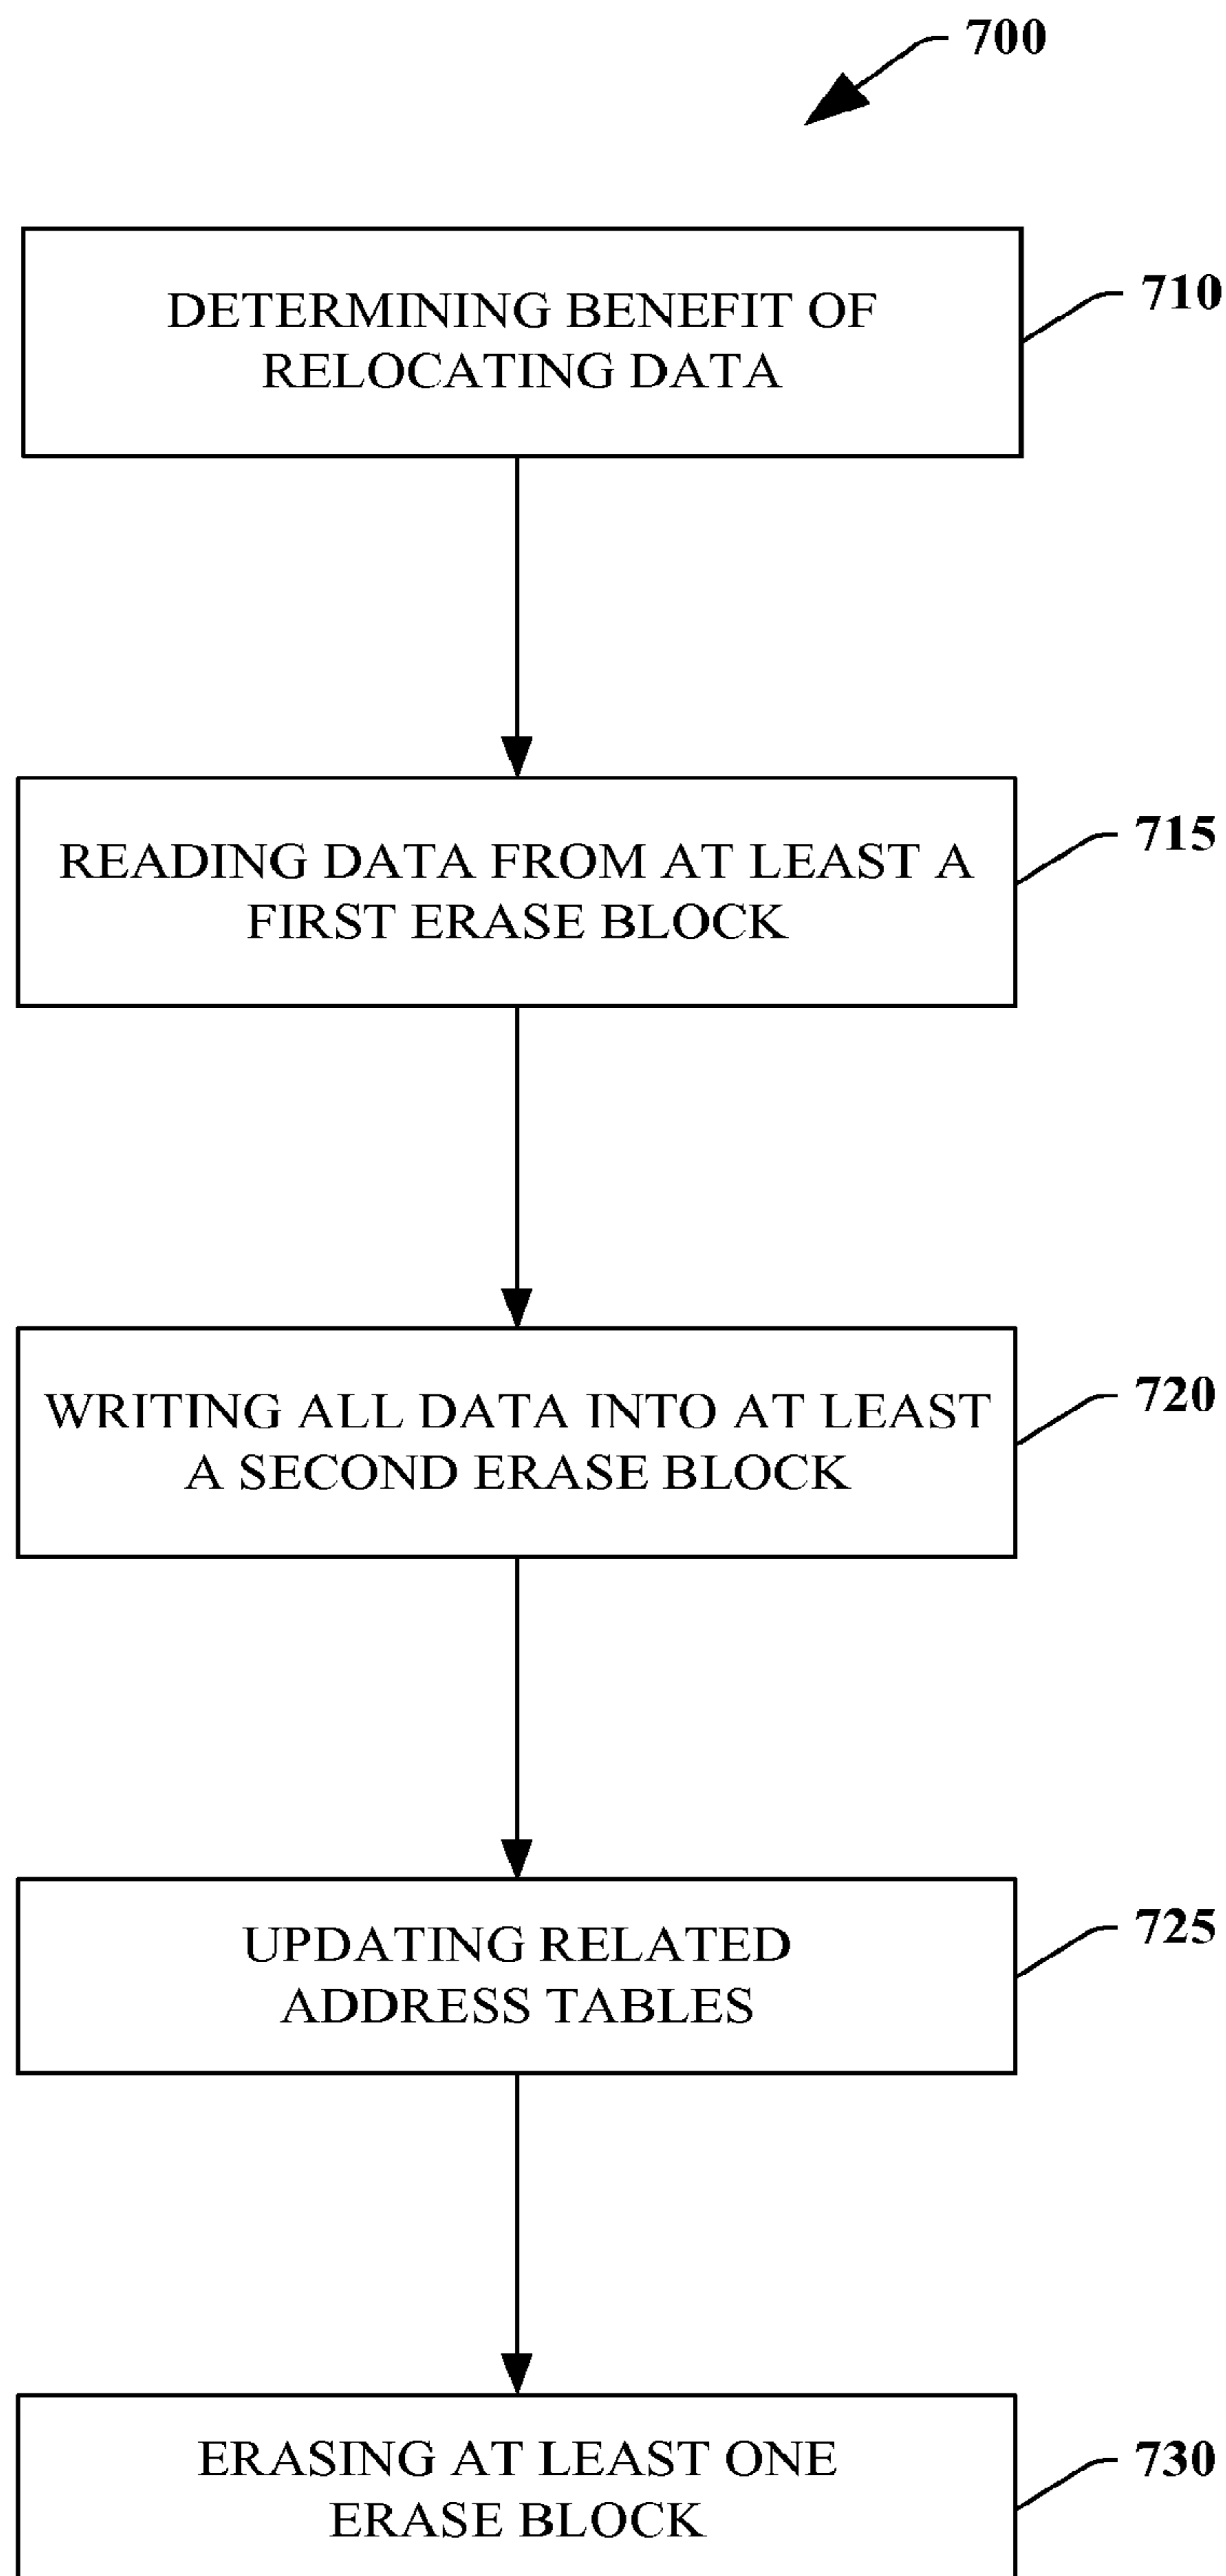 700
DETERMINING BENEFIT OF
RELOCATING DATA
710
READING DATA FROM AT LEAST A
FIRST ERASE BLOCK
715
WRITING ALL DATA INTO AT LEAST
A SECOND ERASE BLOCK
720
UPDATING RELATED
ADDRESS TABLES
725
ERASING AT LEAST ONE
ERASE BLOCK
730